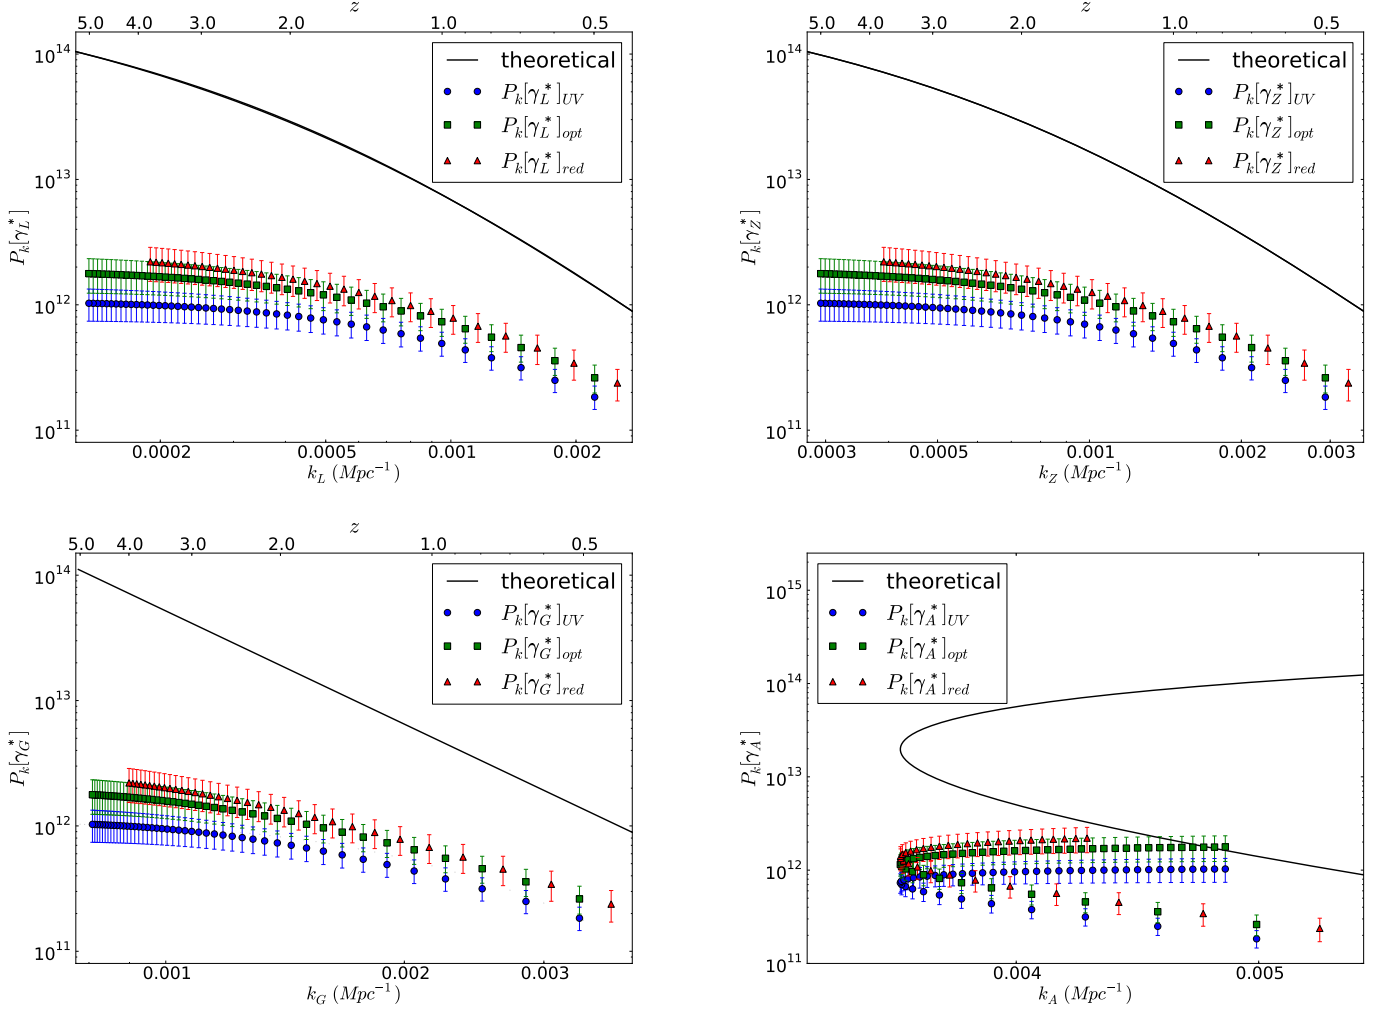 z
5.0 4.0 3.0 2.0 1.0 0.5
10^14
10^13
10^12
10^11
P_k[γ_L^*]
theoretical
P_k[γ_L^*]_UV
P_k[γ_L^*]_opt
P_k[γ_L^*]_red
0.0002 0.0005 0.001 0.002
k_L (Mpc^-1)
z
5.0 4.0 3.0 2.0 1.0 0.5
10^14
10^13
10^12
10^11
P_k[γ_Z^*]
theoretical
P_k[γ_Z^*]_UV
P_k[γ_Z^*]_opt
P_k[γ_Z^*]_red
0.0003 0.0005 0.001 0.002 0.003
k_Z (Mpc^-1)
z
5.0 4.0 3.0 2.0 1.0 0.5
10^14
10^13
10^12
10^11
P_k[γ_G^*]
theoretical
P_k[γ_G^*]_UV
P_k[γ_G^*]_opt
P_k[γ_G^*]_red
0.001 0.002 0.003
k_G (Mpc^-1)
10^15
10^14
10^13
10^12
10^11
P_k[γ_A^*]
theoretical
P_k[γ_A^*]_UV
P_k[γ_A^*]_opt
P_k[γ_A^*]_red
0.004 0.005
k_A (Mpc^-1)